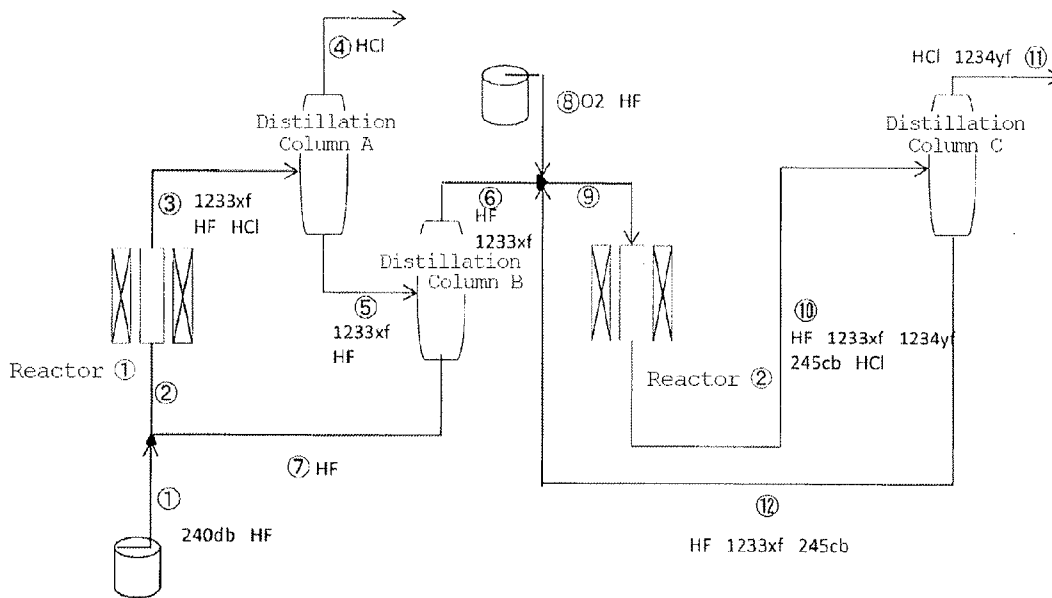 ④ HCl
HCl 1234yf ⑪
Distillation
Column A
⑧ O2 HF
Distillation
Column C
③ 1233xf
HF HCl
⑥
HF
1233xf
⑨
Distillation
Column B
⑤
1233xf
HF
⑩
HF 1233xf 1234yf
245cb HCl
Reactor ①
Reactor ②
②
⑦ HF
①
240db HF
⑫
HF 1233xf 245cb